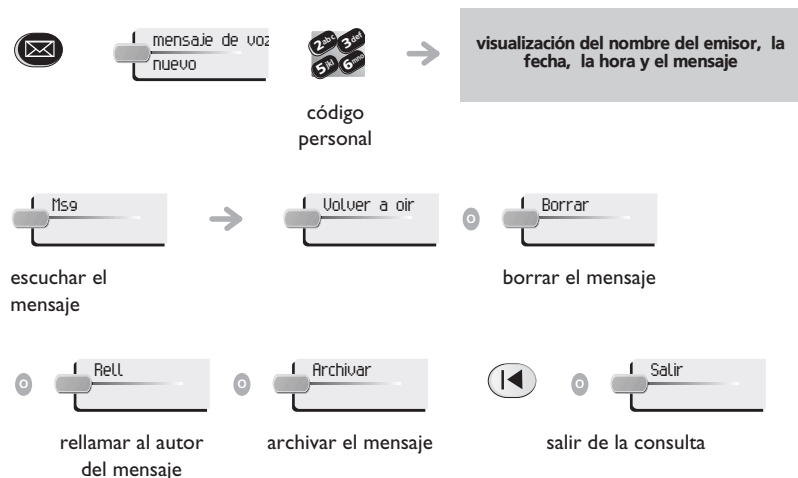 mensaje de voz
nuevo
2abc 3def
5jkl 6mno
visualización del nombre del emisor, la
fecha, la hora y el mensaje
código
personal
Msg
Volver a oir
o
Borrar
escuchar el
mensaje
borrar el mensaje
o
Rell
o
Archivar
o
Salir
rellamar al autor
del mensaje
archivar el mensaje
salir de la consulta